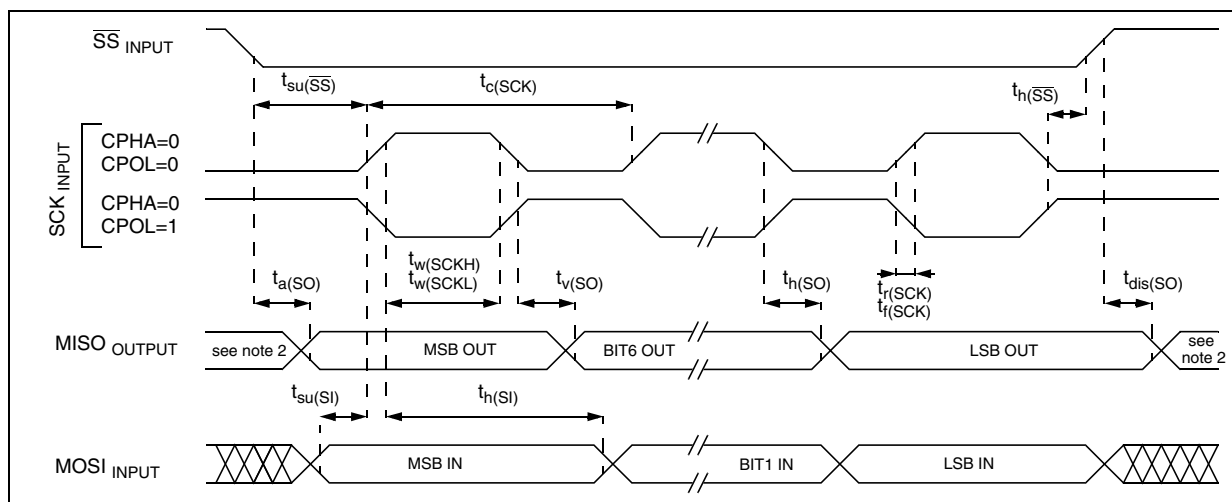 SS INPUT
tsu(SS)
tc(SCK)
th(SS)
SCK INPUT
CPHA=0
CPOL=0
CPHA=0
CPOL=1
ta(SO)
tw(SCKH)
tw(SCKL)
tv(SO)
th(SO)
tr(SCK)
tf(SCK)
tdis(SO)
MISO OUTPUT
see note 2
MSB OUT
BIT6 OUT
LSB OUT
see
note 2
tsu(SI)
th(SI)
MOSI INPUT
MSB IN
BIT1 IN
LSB IN